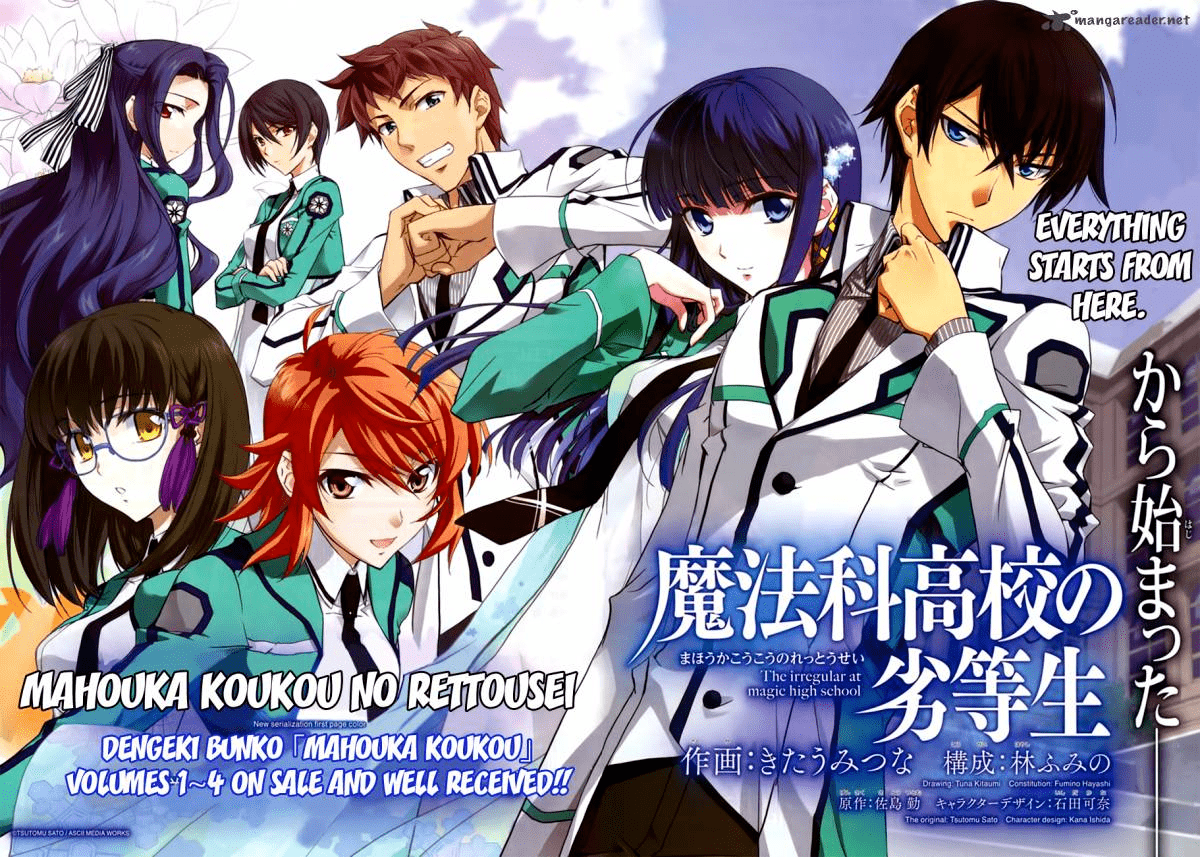 mangareader.net
EVERYTHING
STARTS FROM
HERE.
から始まった
はじ
魔法科高校の
まほうかこうこうのれっとうせい
The irregular at
magic high school
劣等生
MAHOUKA KOUKOU NO RETTOUSEI
New serialization first page color
DENGEKI BUNKO 「MAHOUKA KOUKOU」
VOLUMES 1~4 ON SALE AND WELL RECEIVED!!
作画:きたうみつな 構成:林ふみの
Drawing: Tuna Kitaumi Constitution: Fumino Hayashi
原作:佐島 勤 キャラクターデザイン:石田可奈
The original: Tsutomu Sato Character design: Kana Ishida
©TSUTOMU SATO / ASCII MEDIA WORKS